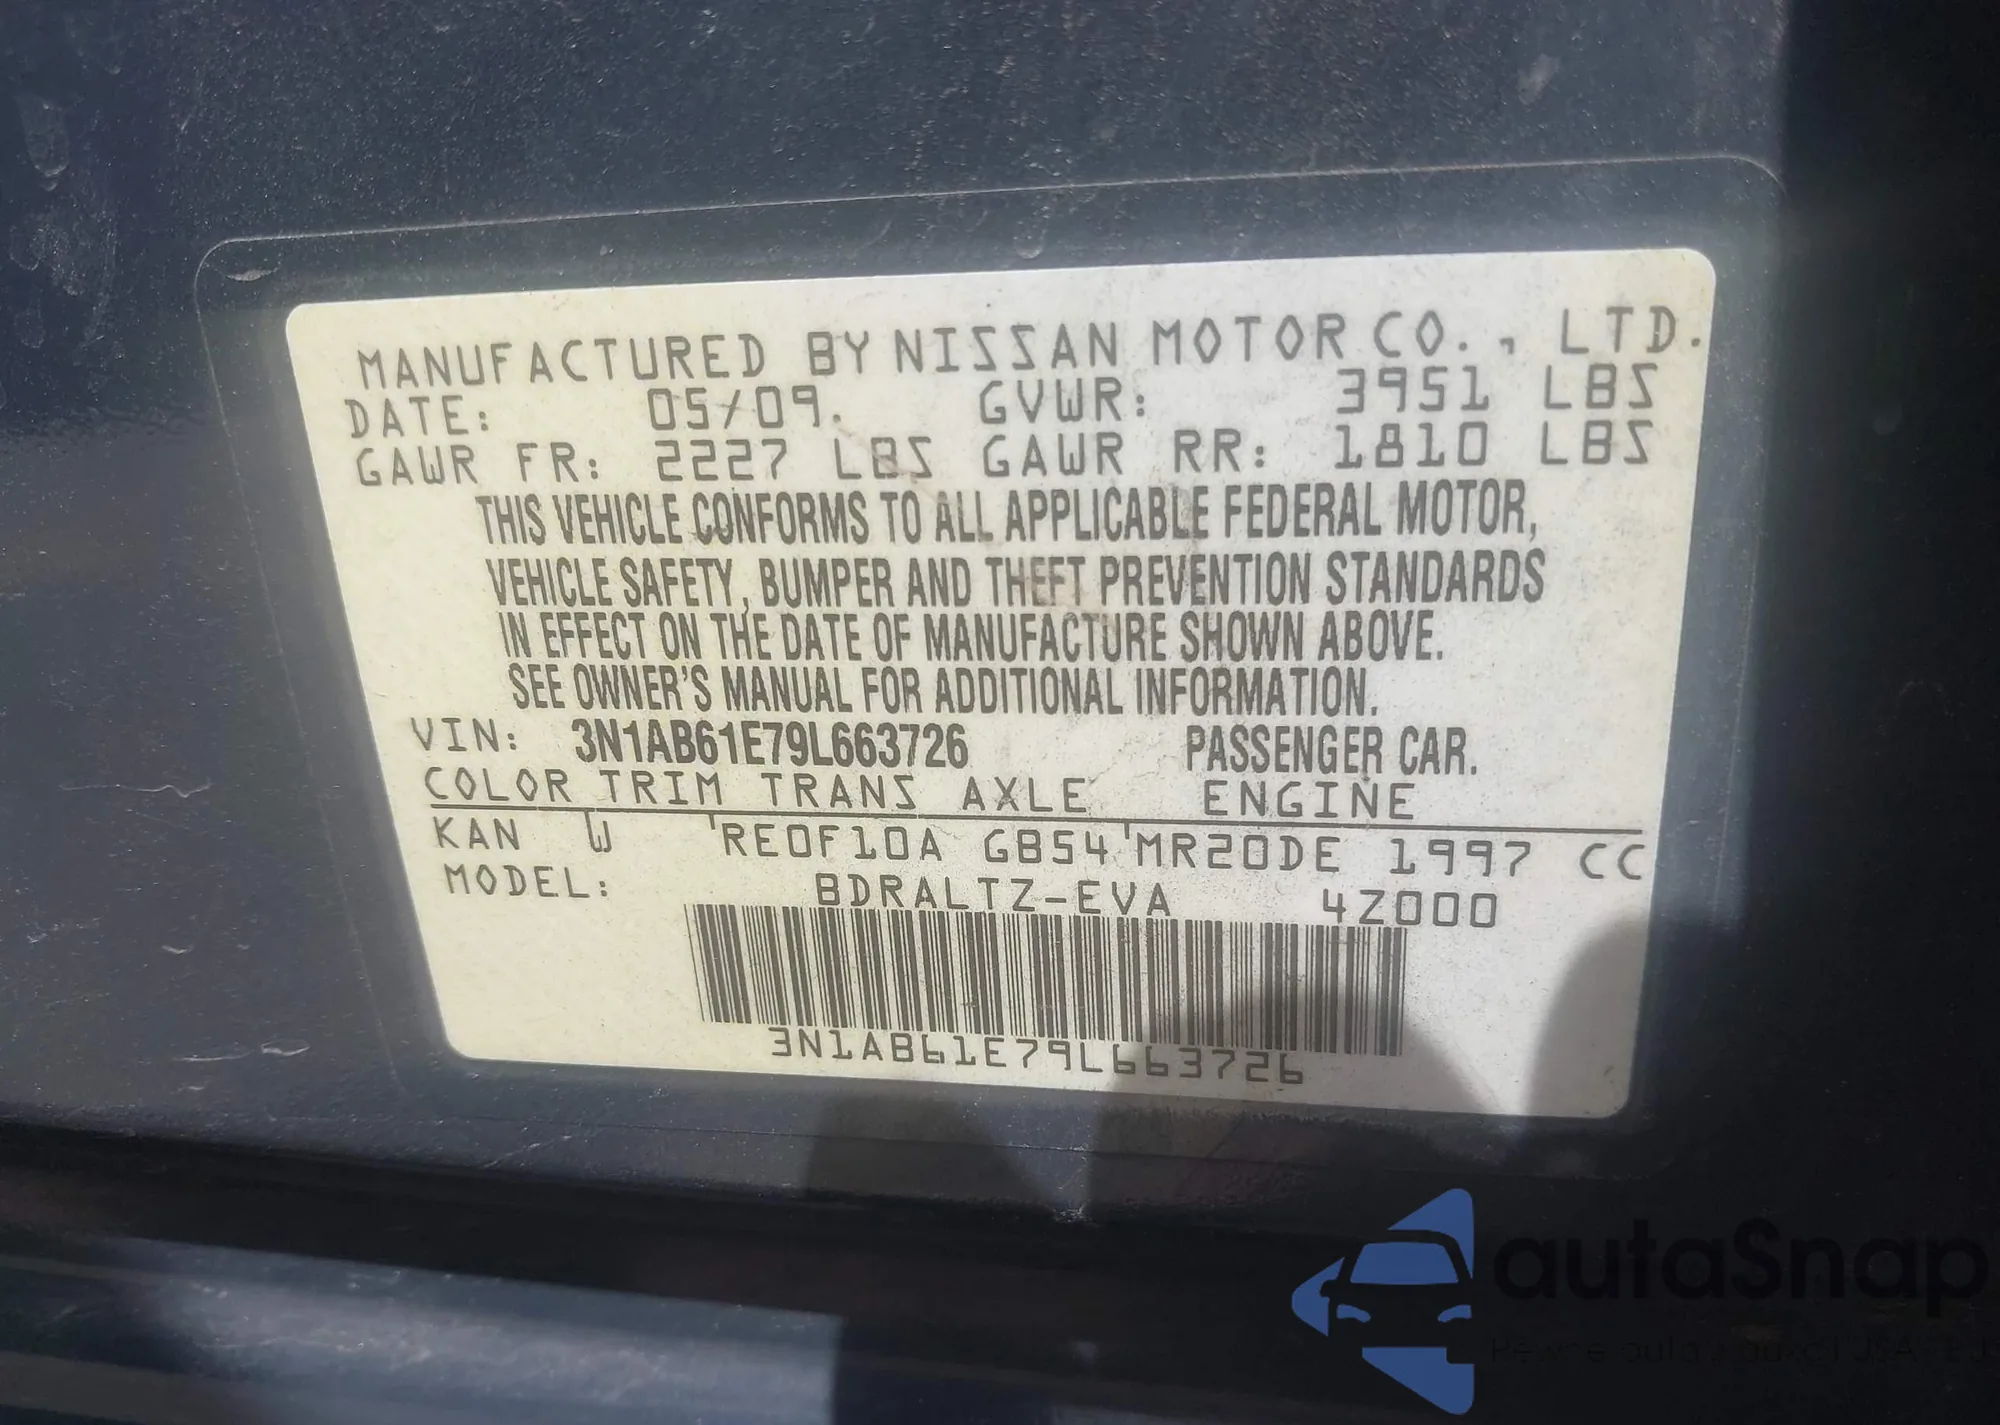 MANUFACTURED BY NISSAN MOTOR CO., LTD.
DATE: 05/09. GVWR: 3951 LBS
GAWR FR: 2227 LBS GAWR RR: 1810 LBS
THIS VEHICLE CONFORMS TO ALL APPLICABLE FEDERAL MOTOR,
VEHICLE SAFETY, BUMPER AND THEFT PREVENTION STANDARDS
IN EFFECT ON THE DATE OF MANUFACTURE SHOWN ABOVE.
SEE OWNER'S MANUAL FOR ADDITIONAL INFORMATION.
VIN: 3N1AB61E79L663726 PASSENGER CAR.
COLOR TRIM TRANS AXLE ENGINE
KAN W RE0F10A GB54 MR20DE 1997 CC
MODEL: BDRALTZ-EVA 4Z000
3N1AB61E79L663726
autaSnap